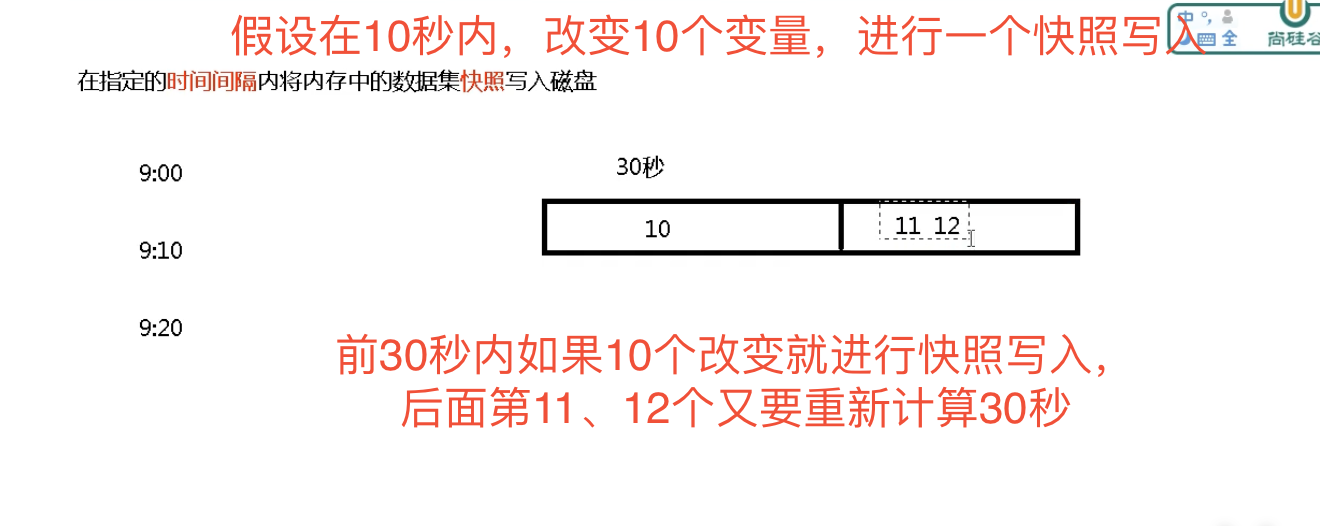 假设在10秒内，改变10个变量，进行一个快照写入
中
全
尚硅谷
在指定的时间间隔内将内存中的数据集快照写入磁盘
9:00
30秒
10
11 12
9:10
9:20
前30秒内如果10个改变就进行快照写入，
后面第11、12个又要重新计算30秒